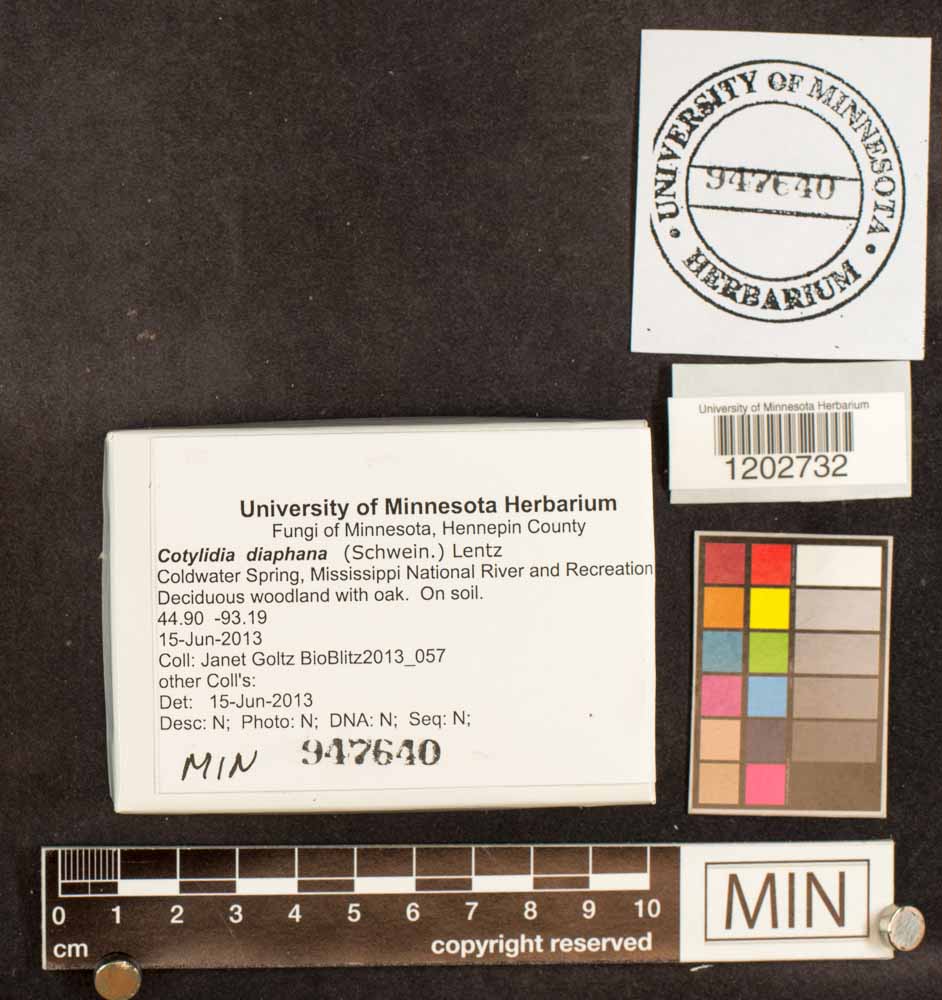 UNIVERSITY OF MINNESOTA
947640
HERBARIUM
University of Minnesota Herbarium
1202732
University of Minnesota Herbarium
Fungi of Minnesota, Hennepin County
Cotylidia diaphana (Schwein.) Lentz
Coldwater Spring, Mississippi National River and Recreation
Deciduous woodland with oak. On soil.
44.90 -93.19
15-Jun-2013
Coll: Janet Goltz BioBlitz2013_057
other Coll's:
Det: 15-Jun-2013
Desc: N; Photo: N; DNA: N; Seq: N;
MIN 947640
0 1 2 3 4 5 6 7 8 9 10
cm copyright reserved
MIN